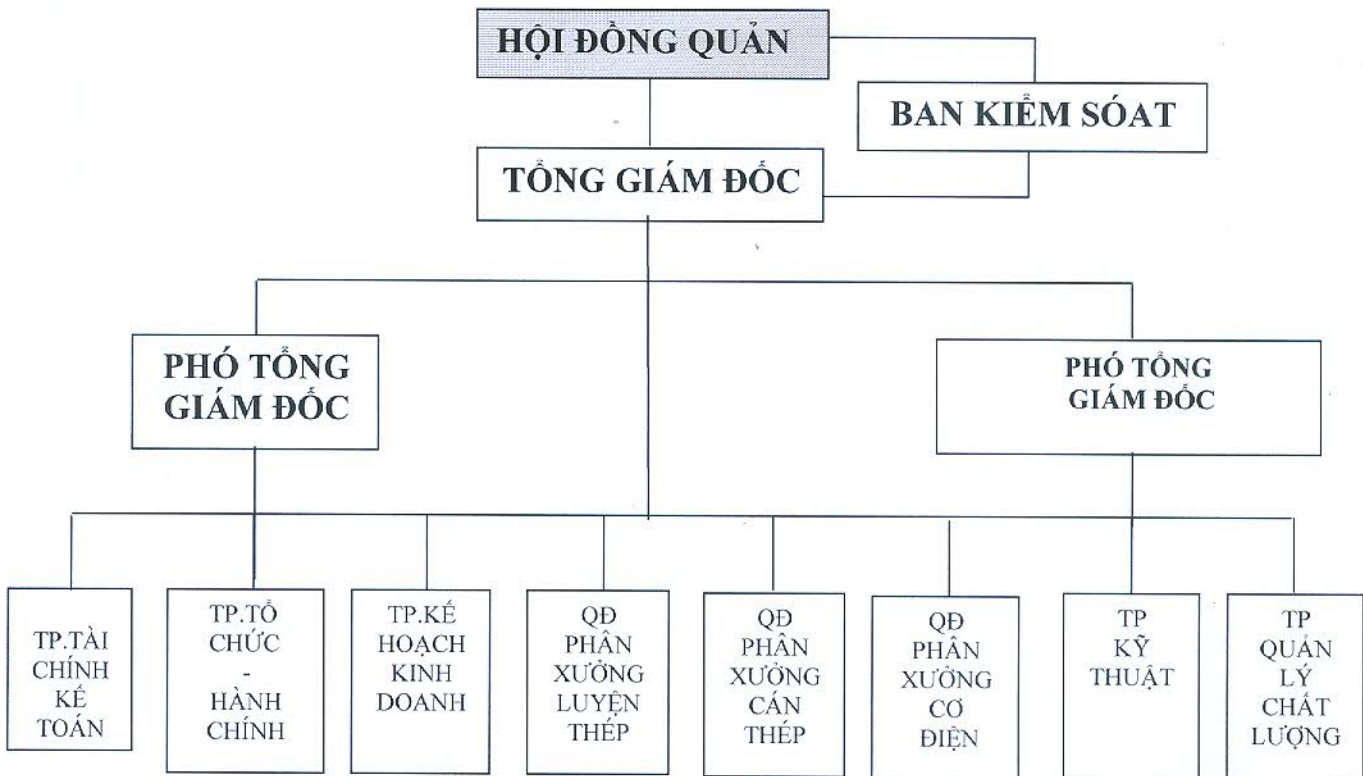 HỘI ĐỒNG QUẢN
BAN KIỂM SÓAT
TỔNG GIÁM ĐỐC
PHÓ TỔNG
GIÁM ĐỐC
PHÓ TỔNG
GIÁM ĐỐC
TP.TÀI
CHÍNH
KẾ
TOÁN
TP.TỔ
CHỨC
-
HÀNH
CHÍNH
TP.KẾ
HOẠCH
KINH
DOANH
QĐ
PHÂN
XƯỞNG
LUYỆN
THÉP
QĐ
PHÂN
XƯỞNG
CÁN
THÉP
QĐ
PHÂN
XƯỞNG
CƠ
ĐIỆN
TP
KỸ
THUẬT
TP
QUẢN
LÝ
CHẤT
LƯỢNG